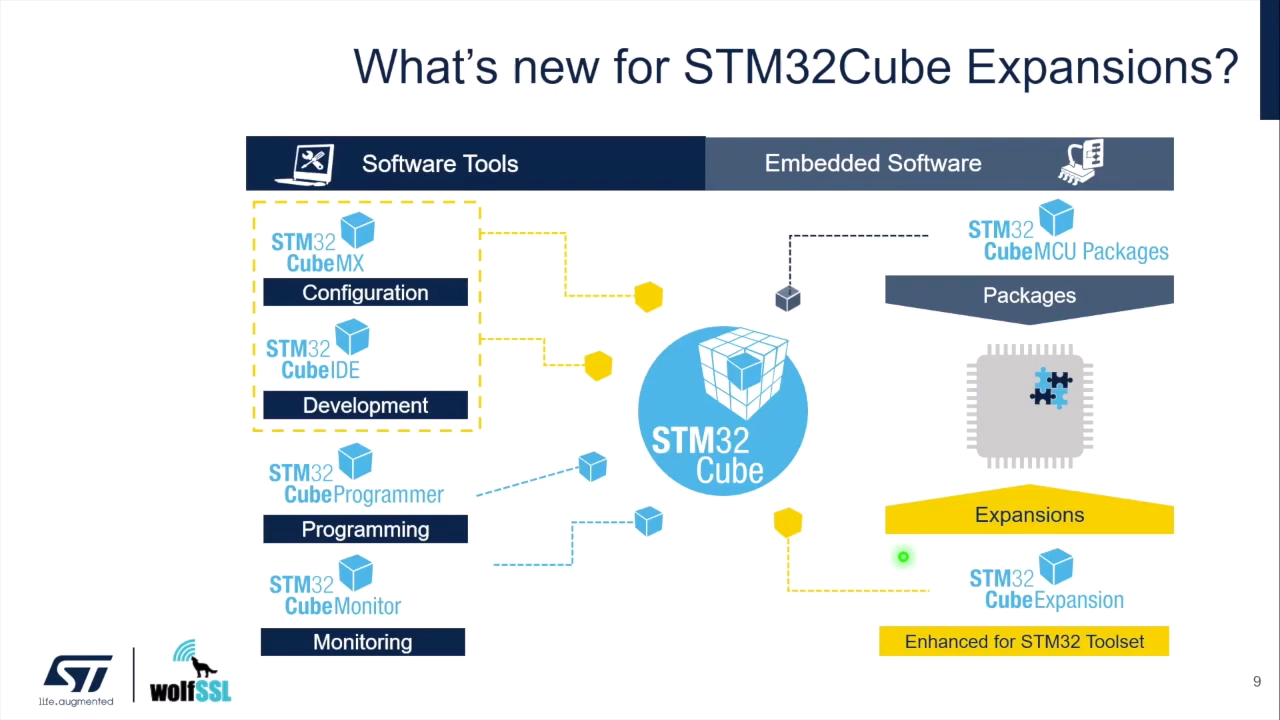 What's new for STM32Cube Expansions?
Software Tools
Embedded Software
STM32
CubeMX
Configuration
STM32
CubeIDE
Development
STM32
CubeProgrammer
Programming
STM32
CubeMonitor
Monitoring
STM32
Cube
STM32
CubeMCU Packages
Packages
Expansions
STM32
CubeExpansion
Enhanced for STM32 Toolset
ST
life.augmented
wolfSSL
9